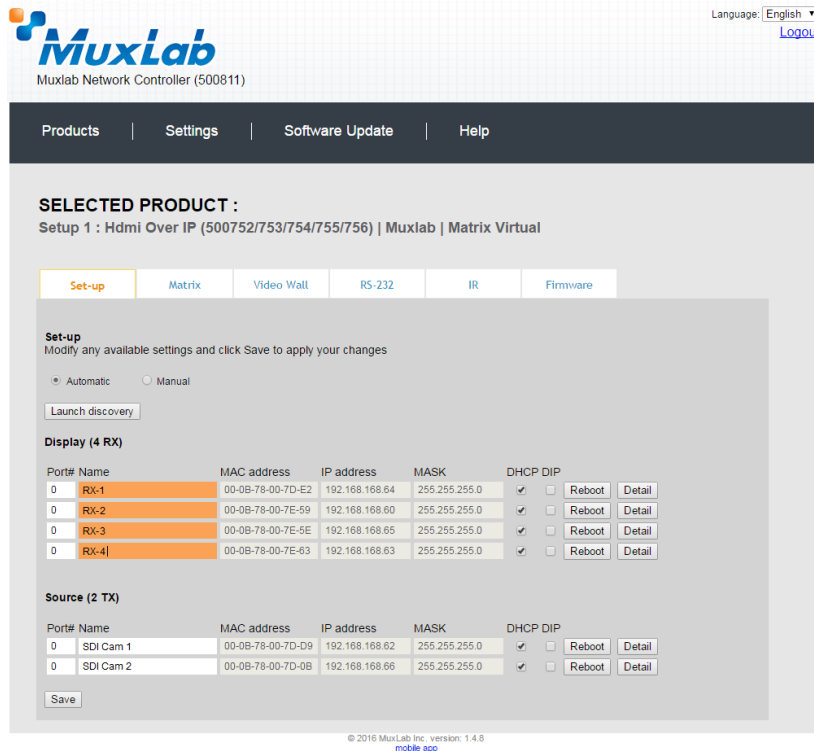 Language: English
Logou
MuxLab
Muxlab Network Controller (500811)
Products Settings Software Update Help
SELECTED PRODUCT :
Setup 1 : Hdmi Over IP (500752/753/754/755/756) | Muxlab | Matrix Virtual
Set-up Matrix Video Wall RS-232 IR Firmware
Set-up
Modify any available settings and click Save to apply your changes
Automatic Manual
Launch discovery
Display (4 RX)
Port# Name MAC address IP address MASK DHCP DIP
0 RX-1 00-0B-78-00-7D-E2 192.168.168.64 255.255.255.0 Reboot Detail
0 RX-2 00-0B-78-00-7E-59 192.168.168.60 255.255.255.0 Reboot Detail
0 RX-3 00-0B-78-00-7E-5E 192.168.168.65 255.255.255.0 Reboot Detail
0 RX-4 00-0B-78-00-7E-63 192.168.168.63 255.255.255.0 Reboot Detail
Source (2 TX)
Port# Name MAC address IP address MASK DHCP DIP
0 SDI Cam 1 00-0B-78-00-7D-D9 192.168.168.62 255.255.255.0 Reboot Detail
0 SDI Cam 2 00-0B-78-00-7D-0B 192.168.168.66 255.255.255.0 Reboot Detail
Save
© 2016 MuxLab Inc. version: 1.4.8
mobile app